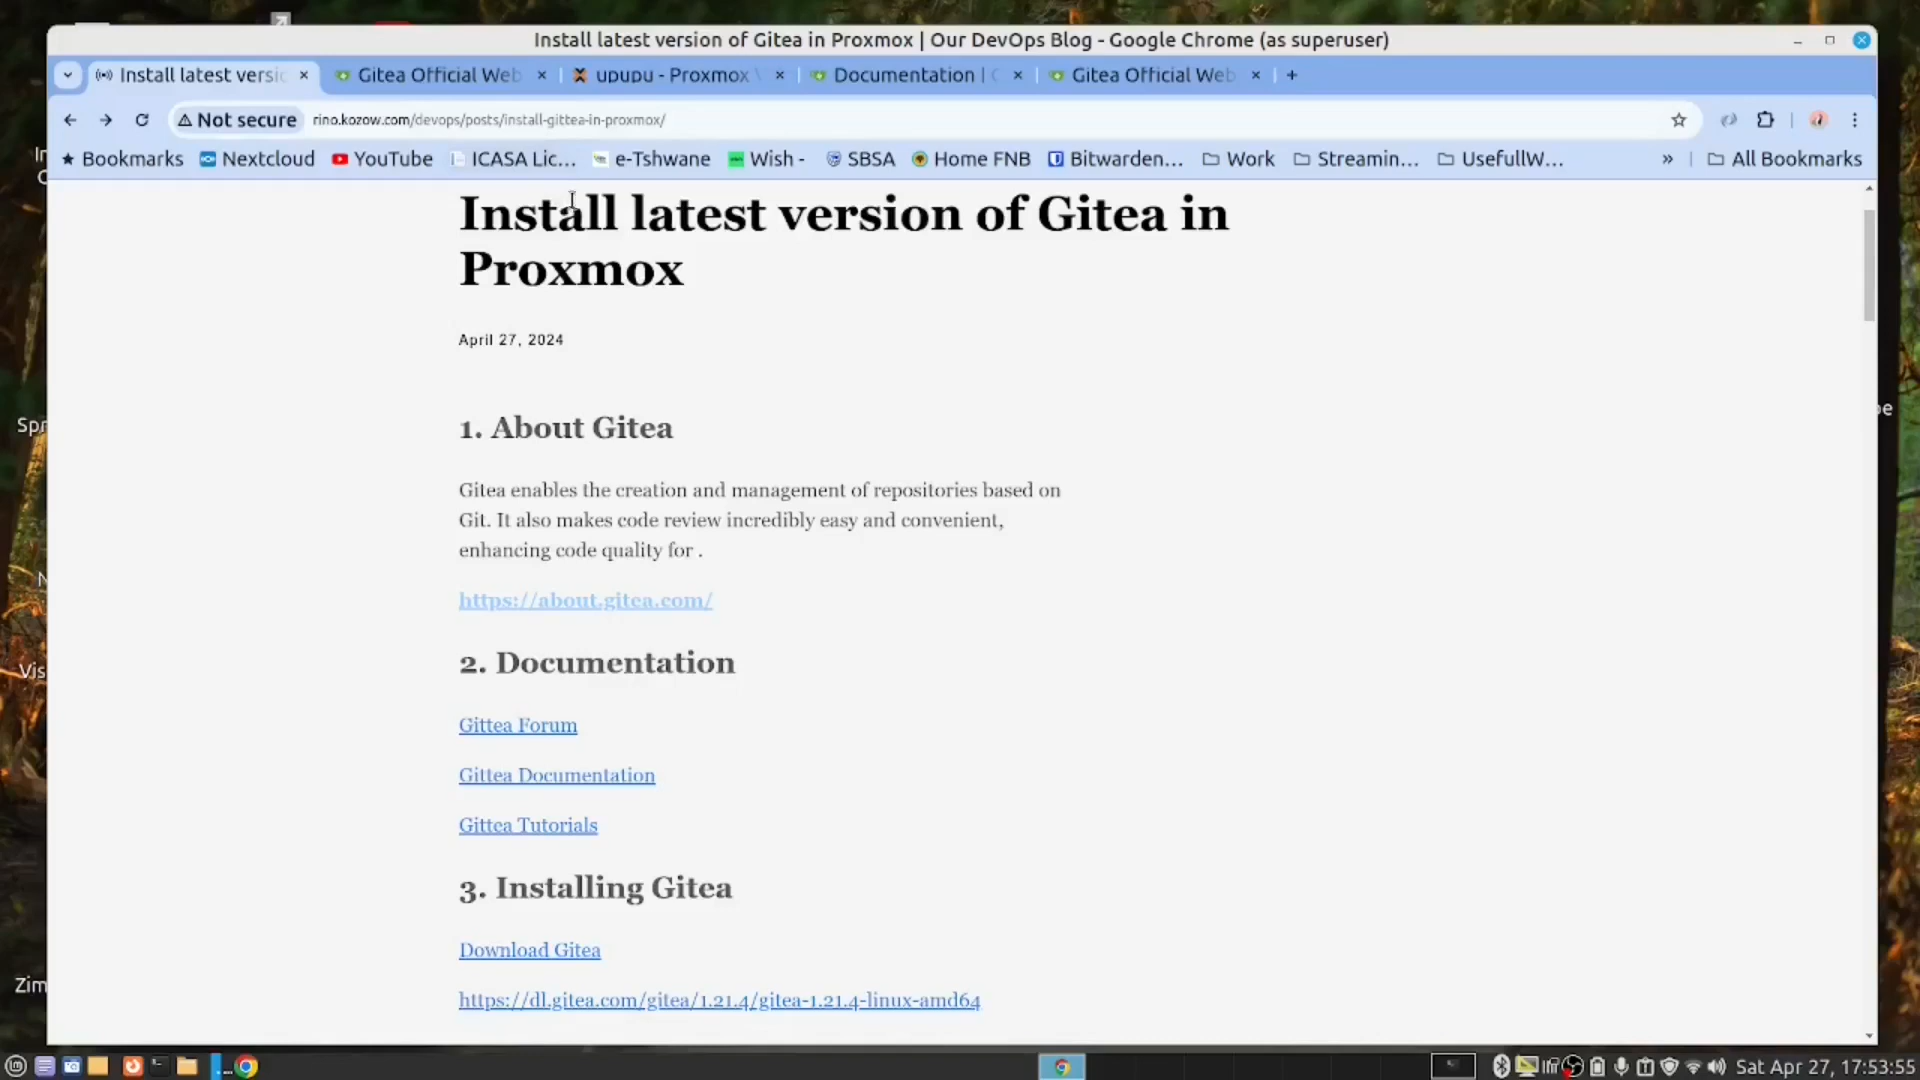 Install latest version of Gitea in Proxmox | Our DevOps Blog - Google Chrome (as superuser)
Install latest versi
Gitea Official Web
upupu - Proxmox
Documentation |
Gitea Official Web
Not secure
rino.kozow.com/devops/posts/install-gittea-in-proxmox/
Bookmarks
Nextcloud
YouTube
ICASA Lic...
e-Tshwane
Wish -
SBSA
Home FNB
Bitwarden...
Work
Streamin...
UsefullW...
»
All Bookmarks
Install latest version of Gitea in
Proxmox
April 27, 2024
1. About Gitea
Gitea enables the creation and management of repositories based on
Git. It also makes code review incredibly easy and convenient,
enhancing code quality for .
https://about.gitea.com/
2. Documentation
Gittea Forum
Gittea Documentation
Gittea Tutorials
3. Installing Gitea
Download Gitea
https://dl.gitea.com/gitea/1.21.4/gitea-1.21.4-linux-amd64
Spr
Vis
Zim
Sat Apr 27, 17:53:55